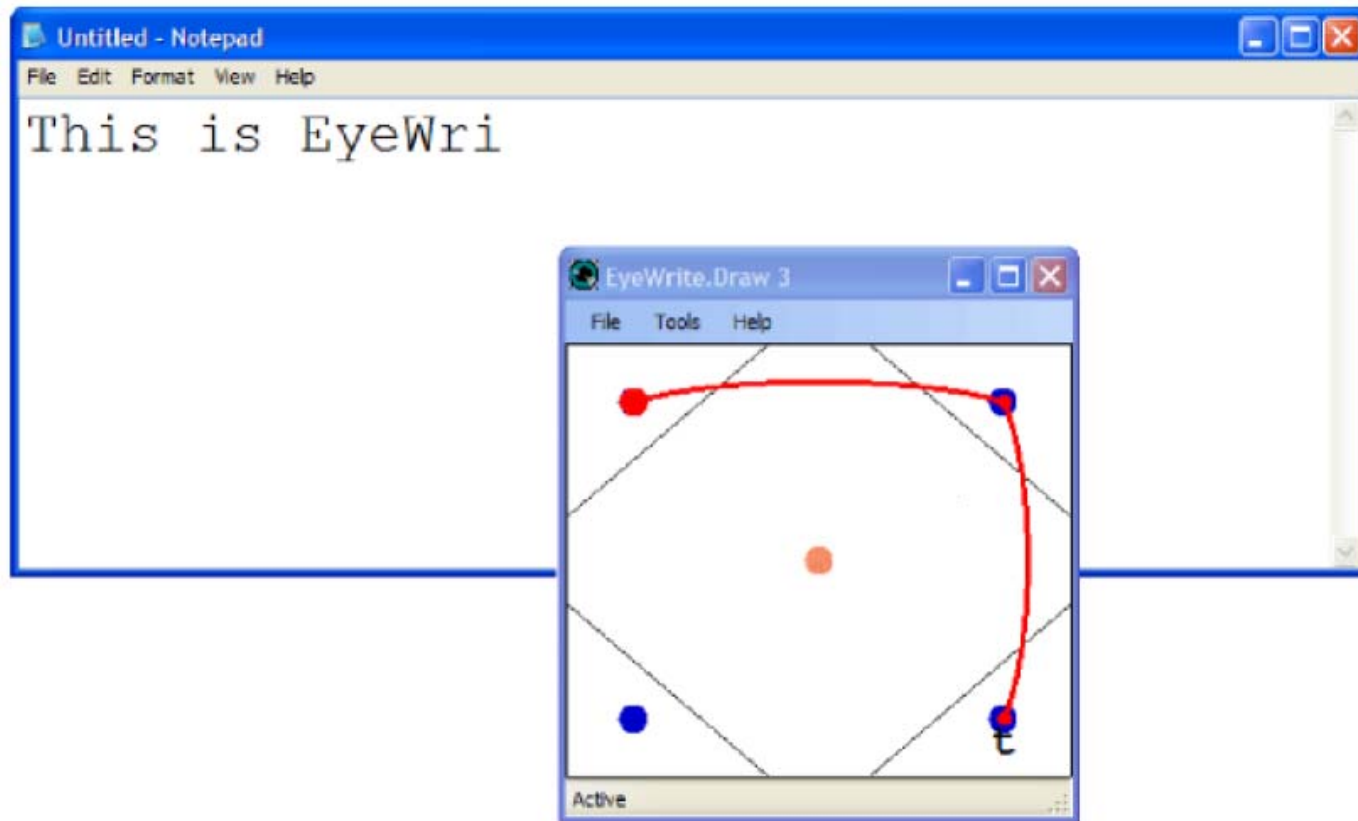 Untitled - Notepad
File Edit Format View Help
This is EyeWri
EyeWrite.Draw 3
File Tools Help
t
Active